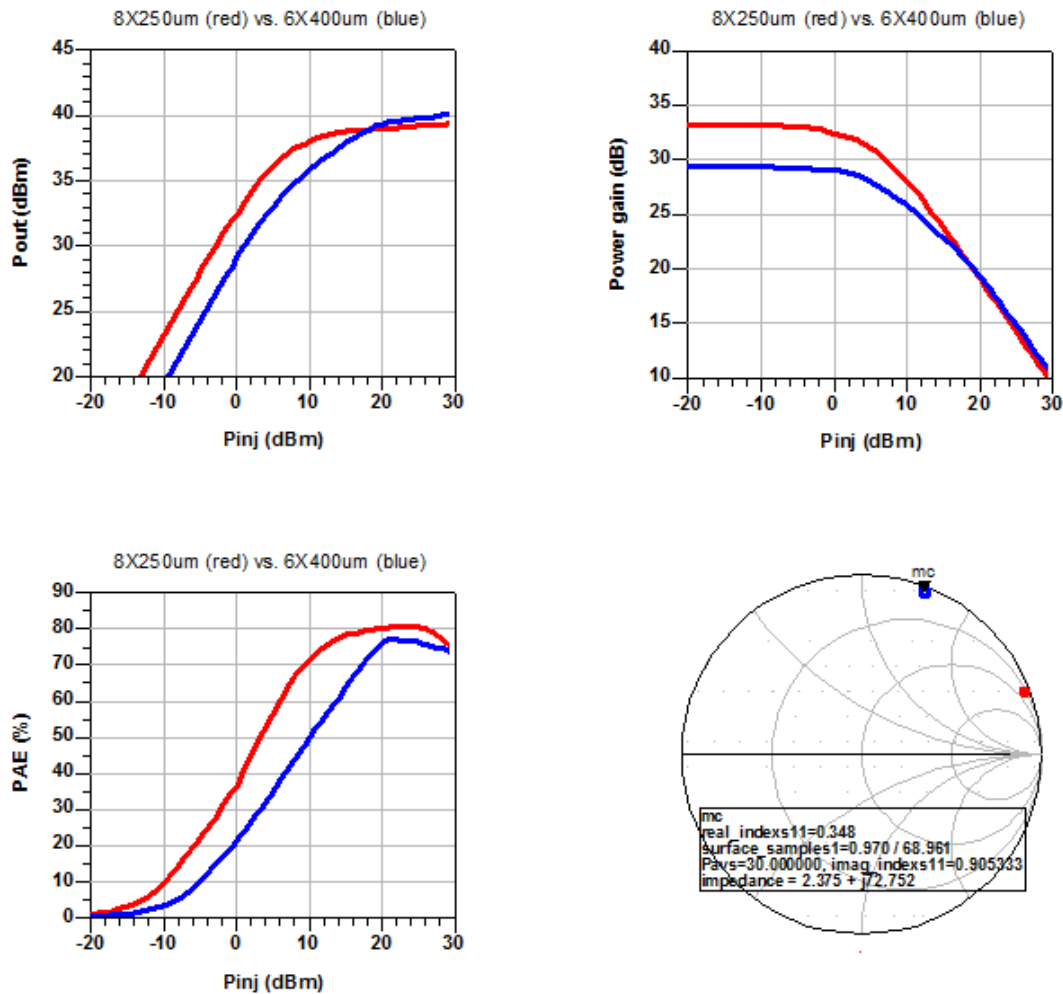 8X250um (red) vs. 6X400um (blue)
45
40
35
30
25
20
-20
-10
0
10
20
30
Pout (dBm)
Pinj (dBm)
8X250um (red) vs. 6X400um (blue)
40
35
30
25
20
15
10
-20
-10
0
10
20
30
Power gain (dB)
Pinj (dBm)
8X250um (red) vs. 6X400um (blue)
90
80
70
60
50
40
30
20
10
0
-20
-10
0
10
20
30
PAE (%)
Pinj (dBm)
mc
mc
real_indexs11=0.348
surface_samples1=0.970 / 68.961
Pavs=30.000000, imag_indexs11=0.905333
impedance = 2.375 + j72.752